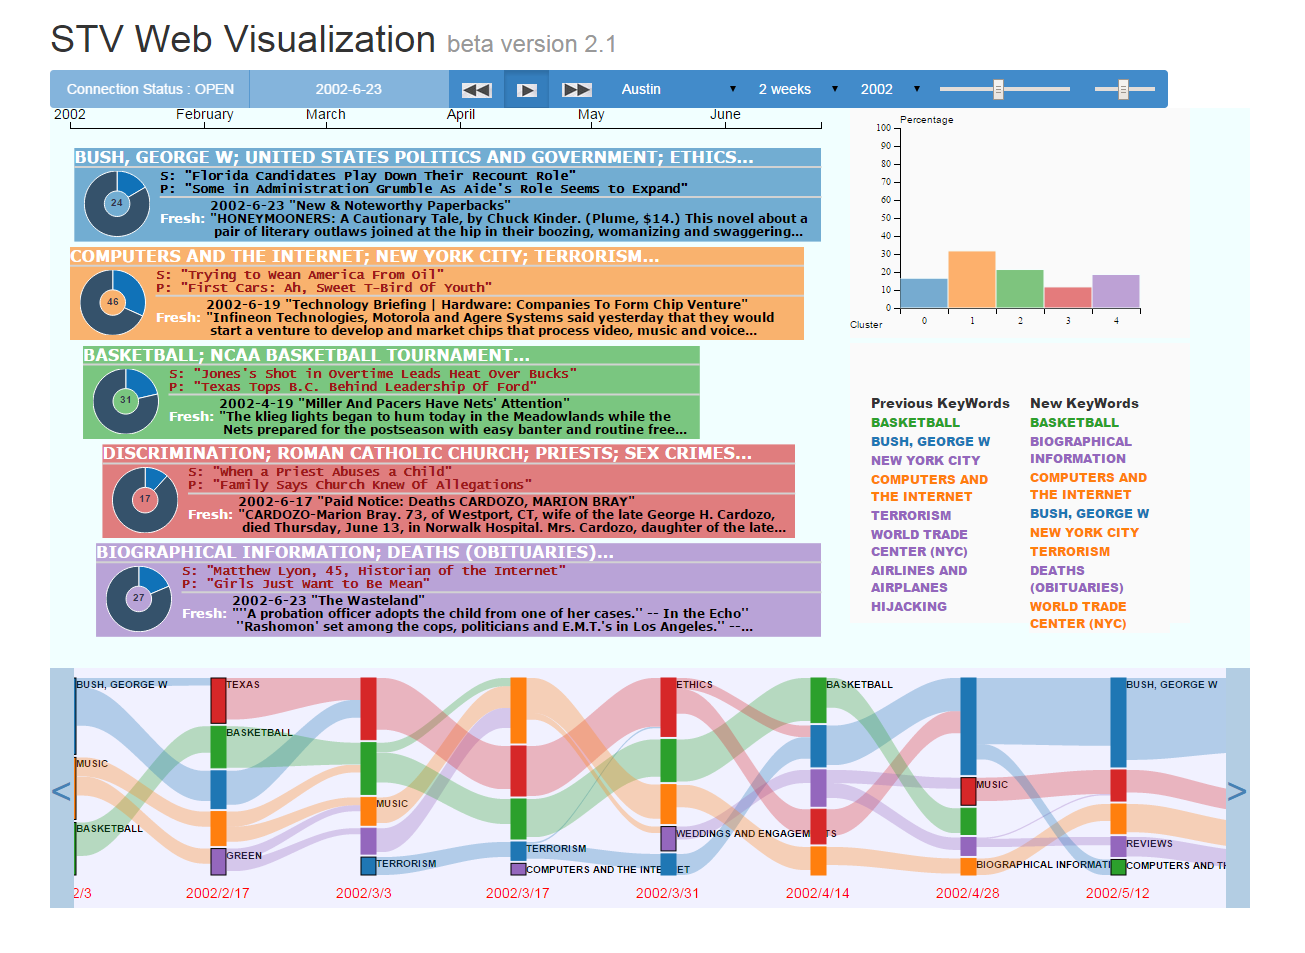 STV Web Visualization beta version 2.1
Connection Status : OPEN 2002-6-23 Austin 2 weeks 2002
2002 February March April May June
BUSH, GEORGE W; UNITED STATES POLITICS AND GOVERNMENT; ETHICS...
24
S: "Florida Candidates Play Down Their Recount Role"
P: "Some in Administration Grumble As Aide's Role Seems to Expand"
Fresh:
2002-6-23 "New & Noteworthy Paperbacks"
"HONEYMOONERS: A Cautionary Tale, by Chuck Kinder. (Plume, $14.) This novel about a
pair of literary outlaws joined at the hip in their boozing, womanizing and swaggering...
COMPUTERS AND THE INTERNET; NEW YORK CITY; TERRORISM...
46
S: "Trying to Wean America From Oil"
P: "First Cars: Ah, Sweet T-Bird Of Youth"
Fresh:
2002-6-19 "Technology Briefing | Hardware: Companies To Form Chip Venture"
"Infineon Technologies, Motorola and Agere Systems said yesterday that they would
start a venture to develop and market chips that process video, music and voice...
BASKETBALL; NCAA BASKETBALL TOURNAMENT...
31
S: "Jones's Shot in Overtime Leads Heat Over Bucks"
P: "Texas Tops B.C. Behind Leadership Of Ford"
Fresh:
2002-4-19 "Miller And Pacers Have Nets' Attention"
"The klieg lights began to hum today in the Meadowlands while the
Nets prepared for the postseason with easy banter and routine free...
DISCRIMINATION; ROMAN CATHOLIC CHURCH; PRIESTS; SEX CRIMES...
17
S: "When a Priest Abuses a Child"
P: "Family Says Church Knew Of Allegations"
Fresh:
2002-6-17 "Paid Notice: Deaths CARDOZO, MARION BRAY"
"CARDOZO-Marion Bray. 73, of Westport, CT, wife of the late George H. Cardozo,
died Thursday, June 13, in Norwalk Hospital. Mrs. Cardozo, daughter of the late...
BIOGRAPHICAL INFORMATION; DEATHS (OBITUARIES)...
27
S: "Matthew Lyon, 45, Historian of the Internet"
P: "Girls Just Want to Be Mean"
Fresh:
2002-6-23 "The Wasteland"
"''A probation officer adopts the child from one of her cases.'' -- In the Echo''
''Rashomon' set among the cops, politicians and E.M.T.'s in Los Angeles.'' --...
Percentage
100
90
80
70
60
50
40
30
20
10
0
Cluster
0 1 2 3 4
Previous KeyWords
BASKETBALL
BUSH, GEORGE W
NEW YORK CITY
COMPUTERS AND
THE INTERNET
TERRORISM
WORLD TRADE
CENTER (NYC)
AIRLINES AND
AIRPLANES
HIJACKING
New KeyWords
BASKETBALL
BIOGRAPHICAL
INFORMATION
COMPUTERS AND
THE INTERNET
BUSH, GEORGE W
NEW YORK CITY
TERRORISM
DEATHS
(OBITUARIES)
WORLD TRADE
CENTER (NYC)
BUSH, GEORGE W
MUSIC
BASKETBALL
TEXAS
BASKETBALL
GREEN
MUSIC
TERRORISM
TERRORISM
COMPUTERS AND THE INTERNET
ETHICS
WEDDINGS AND ENGAGEMENTS
BASKETBALL
MUSIC
BIOGRAPHICAL INFORMATI
BUSH, GEORGE W
REVIEWS
COMPUTERS AND TH
< >
2/3 2002/2/17 2002/3/3 2002/3/17 2002/3/31 2002/4/14 2002/4/28 2002/5/12